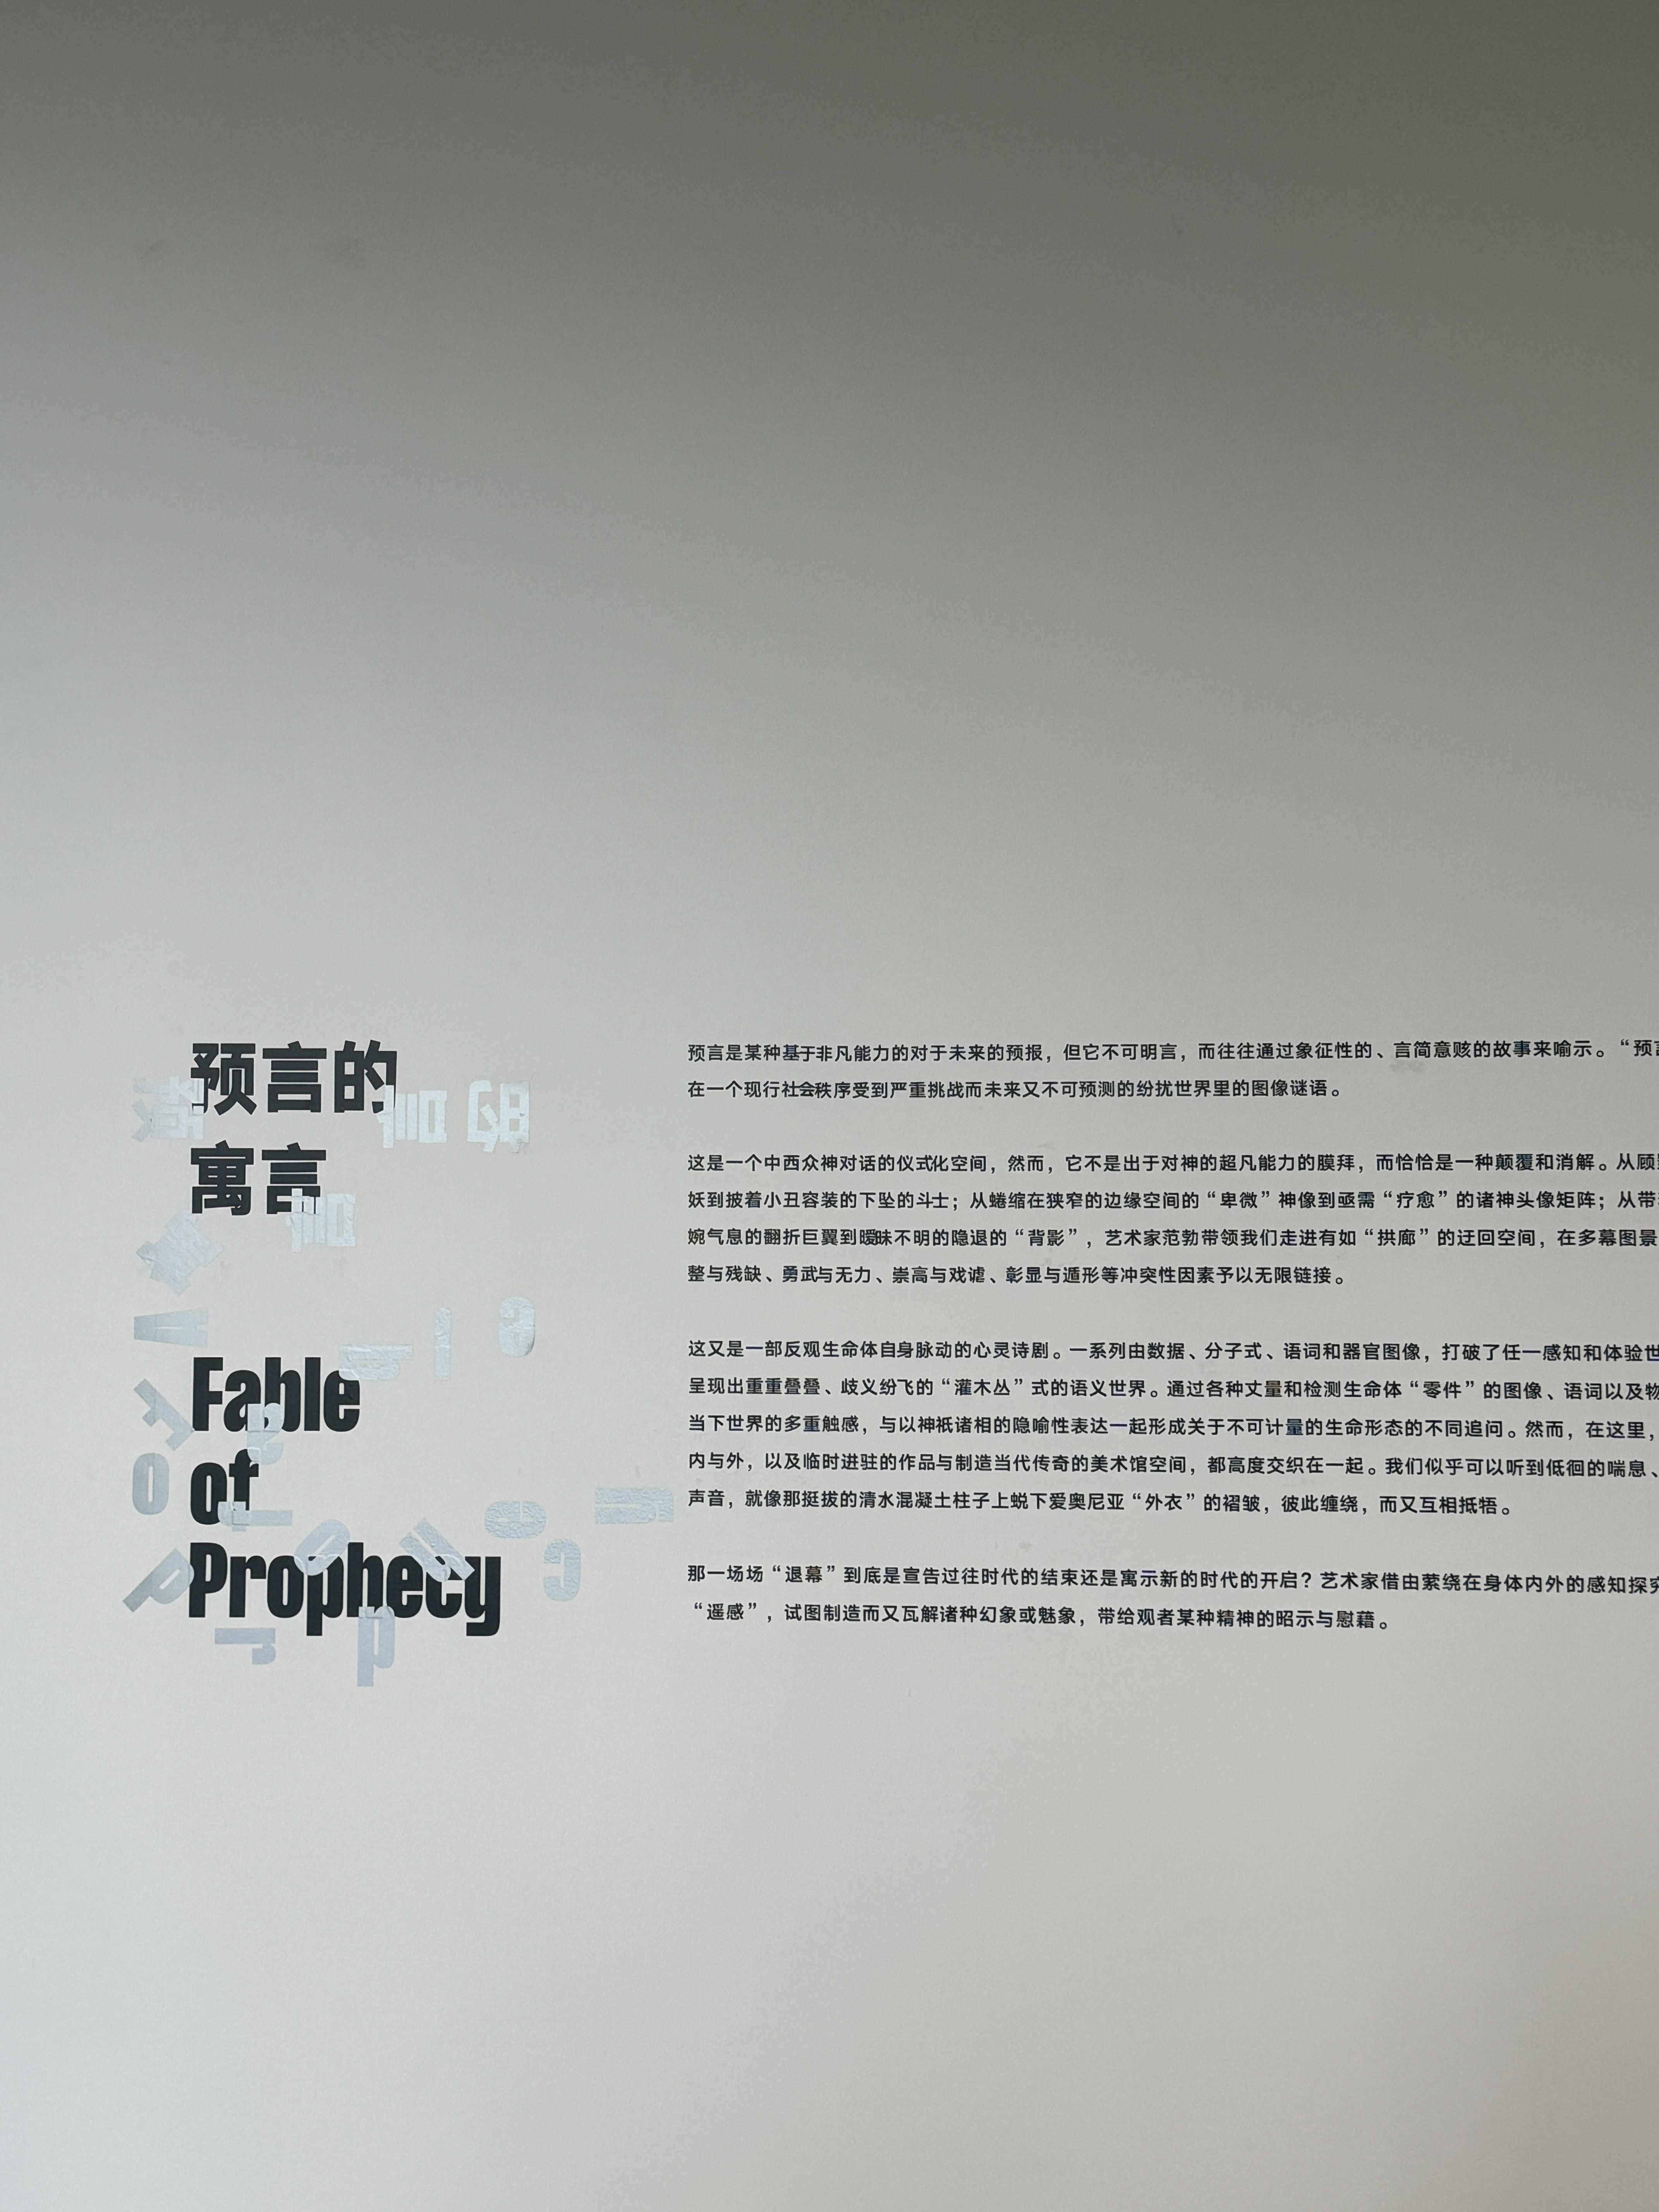 预言的
寓言
Fable
of
Prophecy
预言是某种基于非凡能力的对于未来的预报，但它不可明言，而往往通过象征性的、言简意赅的故事来喻示。“预言
在一个现行社会秩序受到严重挑战而未来又不可预测的纷扰世界里的图像谜语。
这是一个中西众神对话的仪式化空间，然而，它不是出于对神的超凡能力的膜拜，而恰恰是一种颠覆和消解。从顾
妖到披着小丑容装的下坠的斗士；从蜷缩在狭窄的边缘空间的“卑微”神像到亟需“疗愈”的诸神头像矩阵；从带
婉气息的翻折巨翼到暧昧不明的隐退的“背影”，艺术家范勃带领我们走进有如“拱廊”的迂回空间，在多幕图景
整与残缺、勇武与无力、崇高与戏谑、彰显与遁形等冲突性因素予以无限链接。
这又是一部反观生命体自身脉动的心灵诗剧。一系列由数据、分子式、语词和器官图像，打破了任一感知和体验世
呈现出重重叠叠、歧义纷飞的“灌木丛”式的语义世界。通过各种丈量和检测生命体“零件”的图像、语词以及物
当下世界的多重触感，与以神祇诸相的隐喻性表达一起形成关于不可计量的生命形态的不同追问。然而，在这里，
内与外，以及临时进驻的作品与制造当代传奇的美术馆空间，都高度交织在一起。我们似乎可以听到低徊的喘息、
声音，就像那挺拔的清水混凝土柱子上蜕下爱奥尼亚“外衣”的褶皱，彼此缠绕，而又互相抵牾。
那一场场“退幕”到底是宣告过往时代的结束还是寓示新的时代的开启？艺术家借由萦绕在身体内外的感知探究
“遥感”，试图制造而又瓦解诸种幻象或魅象，带给观者某种精神的昭示与慰藉。